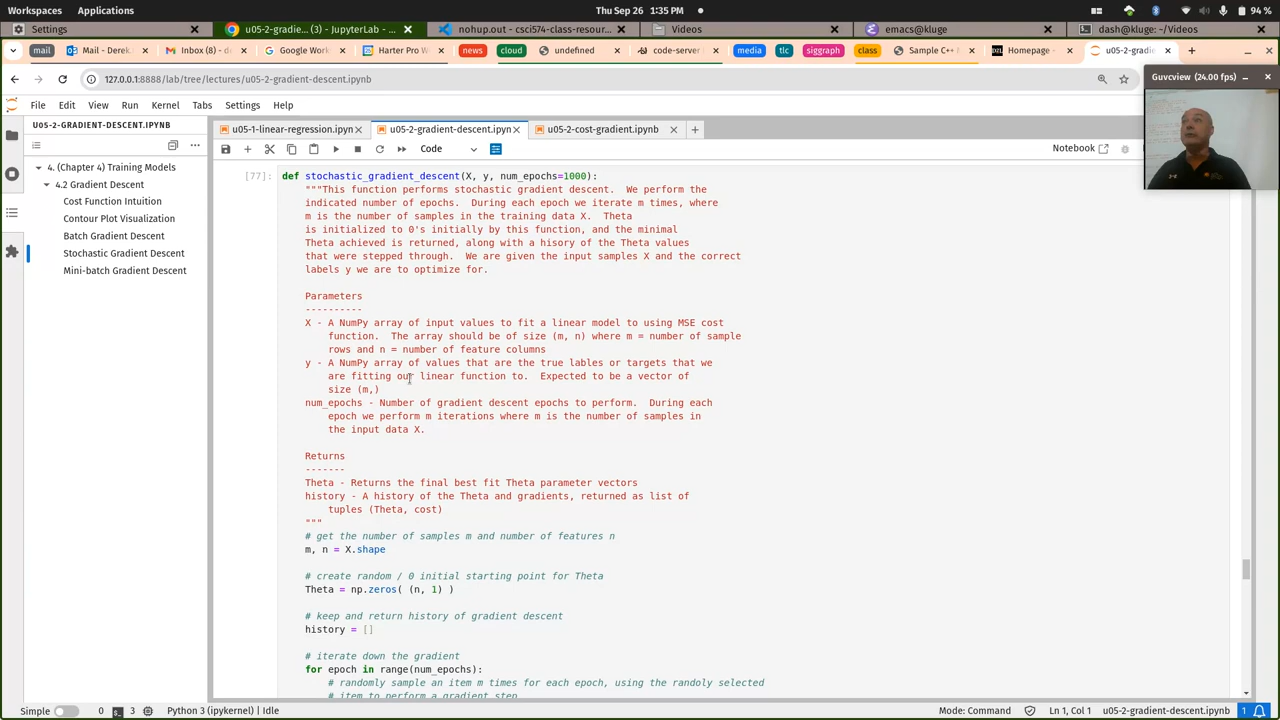 Workspaces Applications Thu Sep 26 1:35 PM 94 %
Settings u05-2-gradie... (3) - JupyterLab - ... nohup.out - csci574-class-resour... Videos emacs@kluge dash@kluge: ~/Videos
mail Mail - Derek Inbox (8) - d Google Work Harter Pro W news cloud undefined code-server media tlc siggraph class Sample C++ A Homepage - u05-2-gradi
127.0.0.1:8888/lab/tree/lectures/u05-2-gradient-descent.ipynb
Guvcview (24.00 fps)
File Edit View Run Kernel Tabs Settings Help
U05-2-GRADIENT-DESCENT.IPYNB
u05-1-linear-regression.ipyn u05-2-gradient-descent.ipyn u05-2-cost-gradient.ipynb
Code Notebook
4. (Chapter 4) Training Models
4.2 Gradient Descent
Cost Function Intuition
Contour Plot Visualization
Batch Gradient Descent
Stochastic Gradient Descent
Mini-batch Gradient Descent
[77]: def stochastic_gradient_descent(X, y, num_epochs=1000):
"""This function performs stochastic gradient descent.  We perform the
indicated number of epochs.  During each epoch we iterate m times, where
m is the number of samples in the training data X.  Theta
is initialized to 0's initially by this function, and the minimal
Theta achieved is returned, along with a hisory of the Theta values
that were stepped through.  We are given the input samples X and the correct
labels y we are to optimize for.
Parameters
----------
X - A NumPy array of input values to fit a linear model to using MSE cost
function.  The array should be of size (m, n) where m = number of sample
rows and n = number of feature columns
y - A NumPy array of values that are the true lables or targets that we
are fitting our linear function to.  Expected to be a vector of
size (m,)
num_epochs - Number of gradient descent epochs to perform.  During each
epoch we perform m iterations where m is the number of samples in
the input data X.
Returns
-------
Theta - Returns the final best fit Theta parameter vectors
history - A history of the Theta and gradients, returned as list of
tuples (Theta, cost)
"""
# get the number of samples m and number of features n
m, n = X.shape
# create random / 0 initial starting point for Theta
Theta = np.zeros( (n, 1) )
# keep and return history of gradient descent
history = []
# iterate down the gradient
for epoch in range(num_epochs):
# randomly sample an item m times for each epoch, using the randoly selected
# item to perform a gradient step
Simple 0 3 Python 3 (ipykernel) | Idle Mode: Command Ln 1, Col 1 u05-2-gradient-descent.ipynb 1